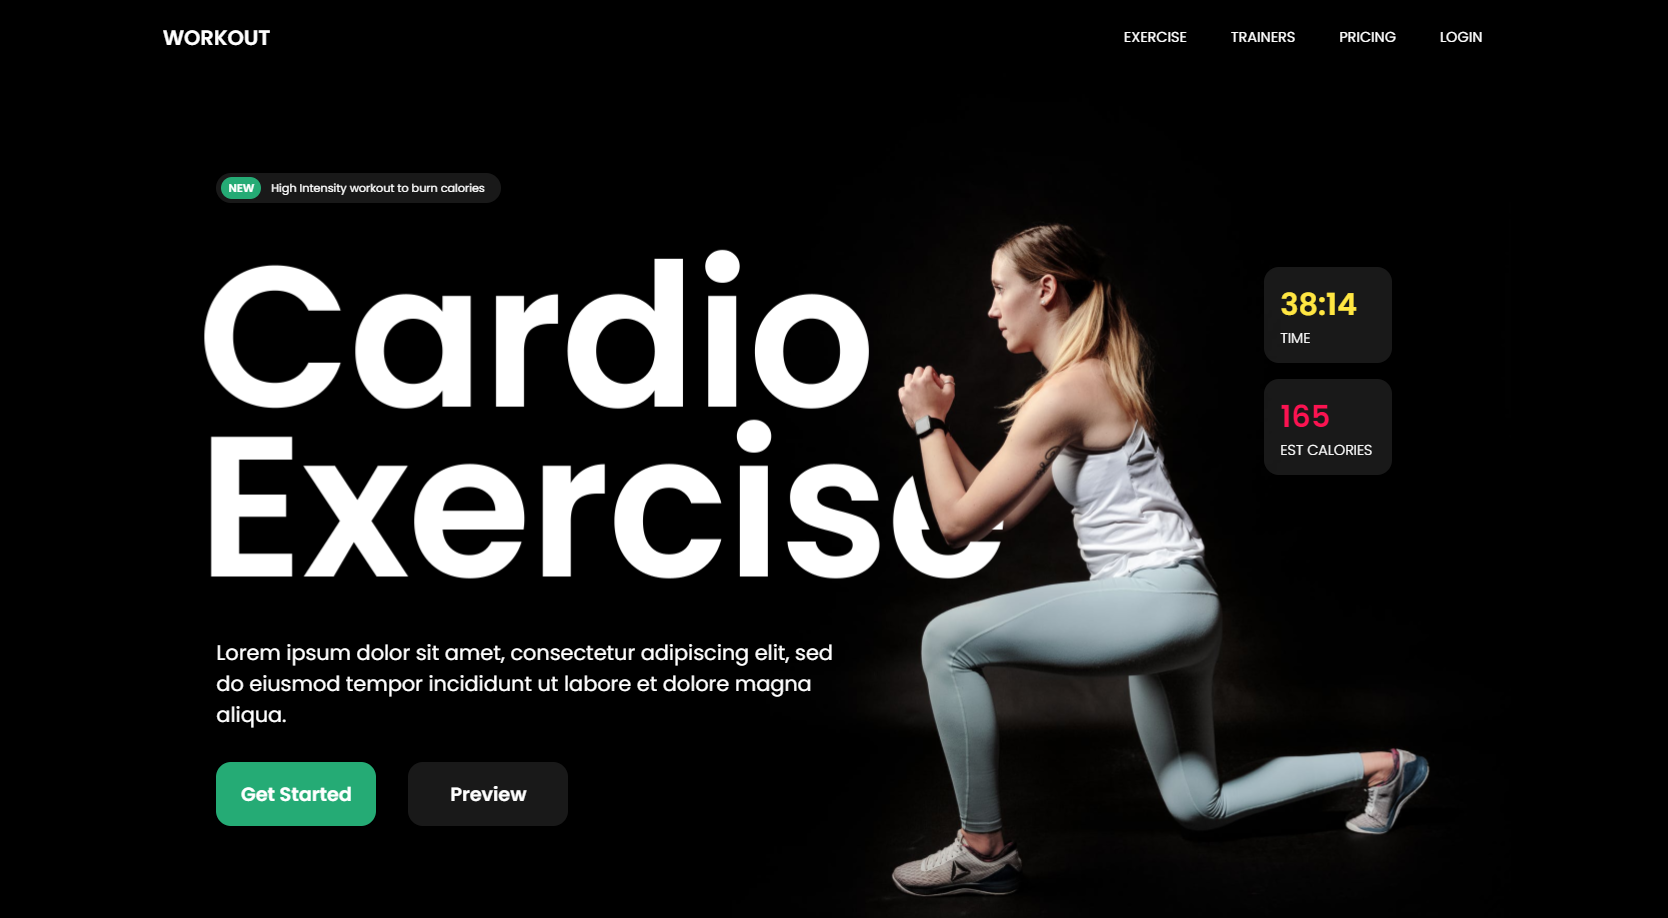 WORKOUT
EXERCISE
TRAINERS
PRICING
LOGIN
NEW High Intensity workout to burn calories
Cardio
Exercise
38:14
TIME
165
EST CALORIES
Lorem ipsum dolor sit amet, consectetur adipiscing elit, sed
do eiusmod tempor incididunt ut labore et dolore magna
aliqua.
Get Started
Preview